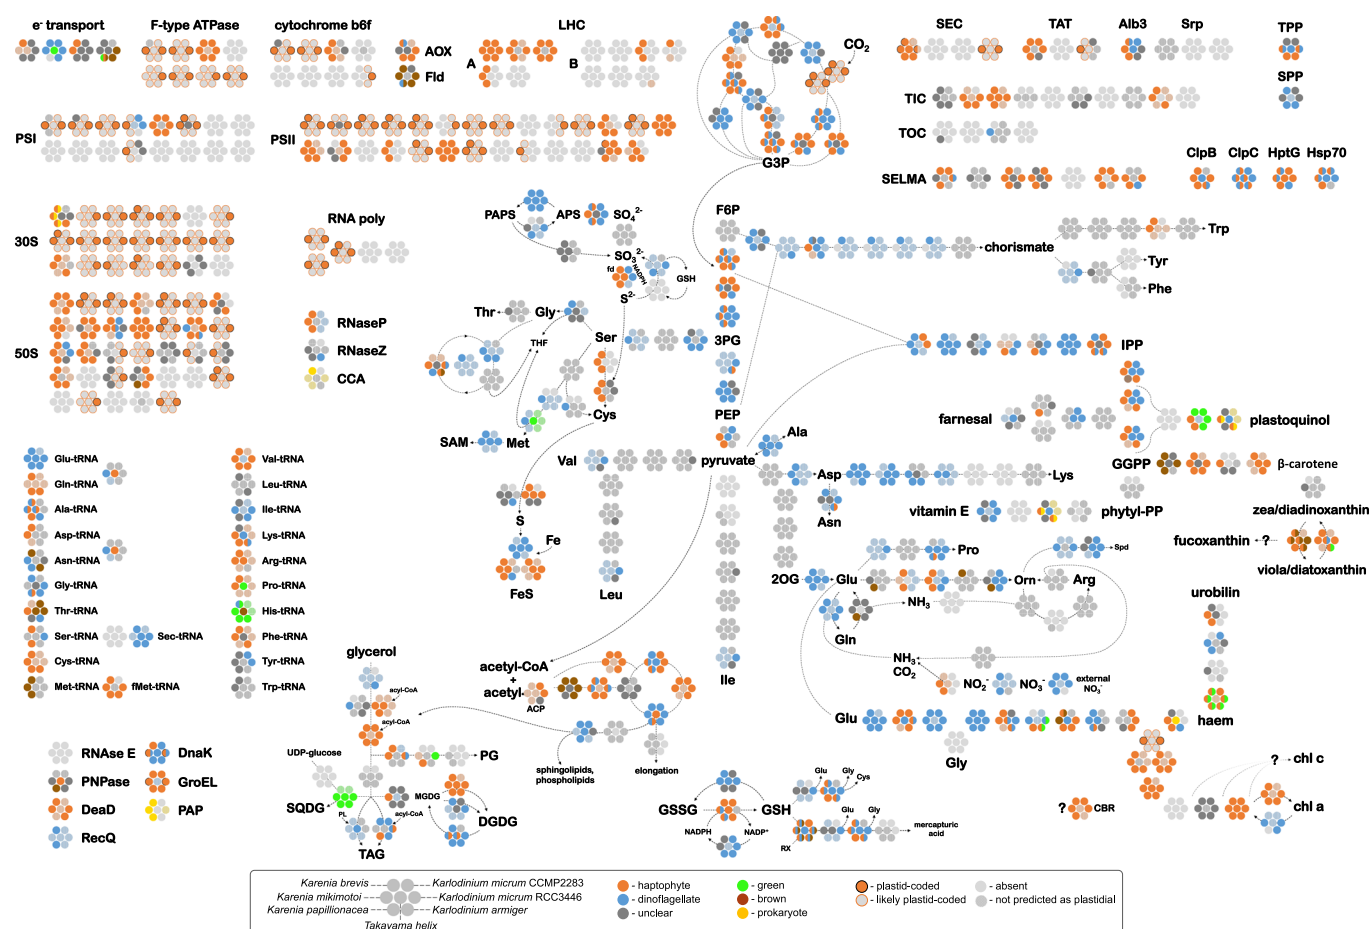 e- transport
F-type ATPase
cytochrome b6f
AOX
Fld
LHC
A
B
CO2
G3P
SEC
TAT
Alb3
Srp
TPP
SPP
TIC
TOC
SELMA
ClpB
ClpC
HptG
Hsp70
PSI
PSII
30S
50S
RNA poly
RNaseP
RNaseZ
CCA
PAPS
APS
SO4 2-
SO3 2-
fd
NADPH
GSH
S2-
F6P
chorismate
Trp
Tyr
Phe
Thr
Gly
THF
Ser
Cys
SAM
Met
3PG
PEP
Ala
pyruvate
Val
Leu
Ile
Asp
Asn
Lys
IPP
farnesal
plastoquinol
GGPP
β-carotene
phytyl-PP
vitamin E
zea/diadinoxanthin
fucoxanthin
?
viola/diatoxanthin
S
Fe
FeS
Glu-tRNA
Gln-tRNA
Ala-tRNA
Asp-tRNA
Asn-tRNA
Gly-tRNA
Thr-tRNA
Ser-tRNA
Sec-tRNA
Cys-tRNA
Met-tRNA
fMet-tRNA
Val-tRNA
Leu-tRNA
Ile-tRNA
Lys-tRNA
Arg-tRNA
Pro-tRNA
His-tRNA
Phe-tRNA
Tyr-tRNA
Trp-tRNA
2OG
Glu
Pro
Gln
NH3
Orn
Arg
Spd
NH3
CO2
NO2-
NO3-
external
NO3-
urobilin
haem
Glu
Gly
? CBR
? chl c
chl a
glycerol
acyl-CoA
acyl-CoA
acyl-CoA
UDP-glucose
SQDG
PL
TAG
PG
MGDG
DGDG
acetyl-CoA
+
acetyl-
ACP
sphingolipids,
phospholipids
elongation
GSSG
GSH
NADPH
NADP+
Glu
Gly
Cys
RX
Glu
Gly
mercapturic
acid
RNAse E
PNPase
DeaD
RecQ
DnaK
GroEL
PAP
Karenia brevis
Karenia mikimotoi
Karenia papillionacea
Karlodinium micrum CCMP2283
Karlodinium micrum RCC3446
Karlodinium armiger
Takayama helix
- haptophyte
- dinoflagellate
- unclear
- green
- brown
- prokaryote
- plastid-coded
- likely plastid-coded
- absent
- not predicted as plastidial